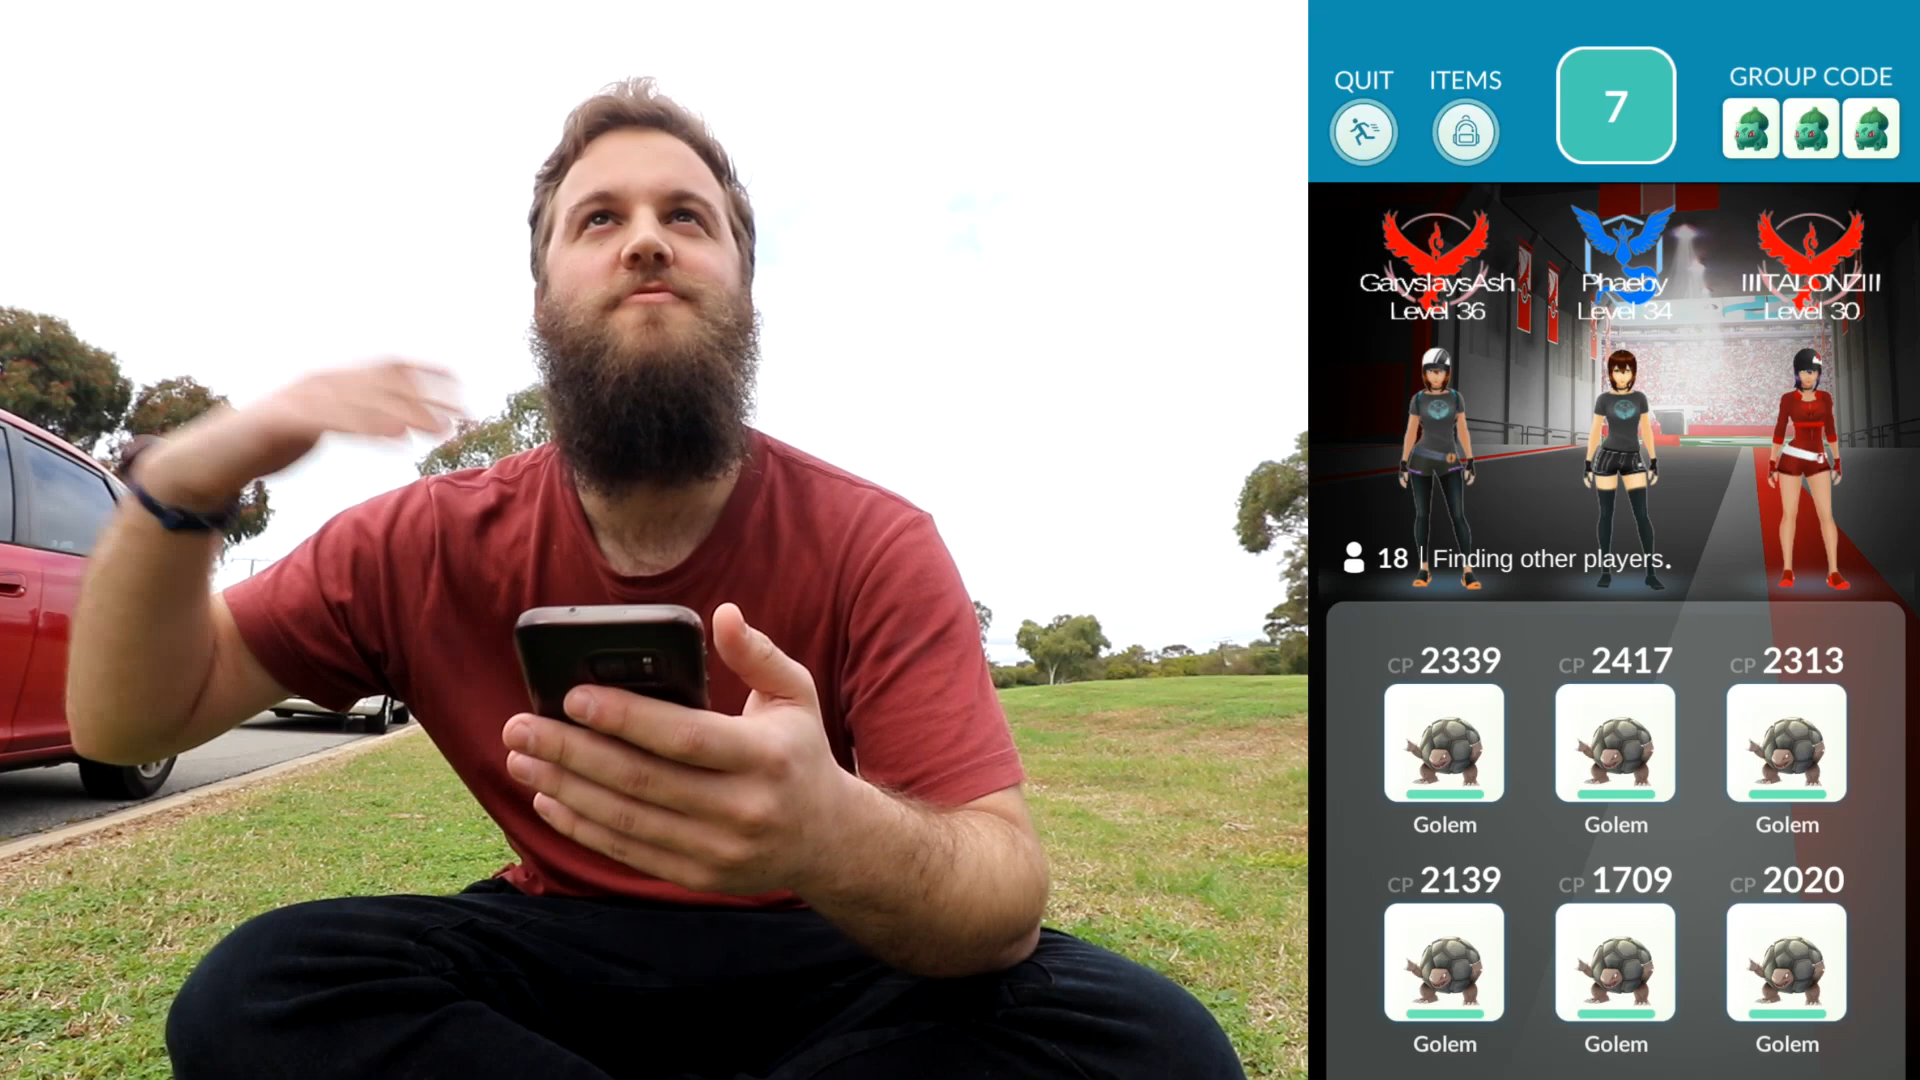 QUIT
ITEMS
7
GROUP CODE
GaryslaysAsh
Level 36
Phaeby
Level 34
IIITALONZIII
Level 30
18 | Finding other players.
CP 2339
CP 2417
CP 2313
Golem
Golem
Golem
CP 2139
CP 1709
CP 2020
Golem
Golem
Golem